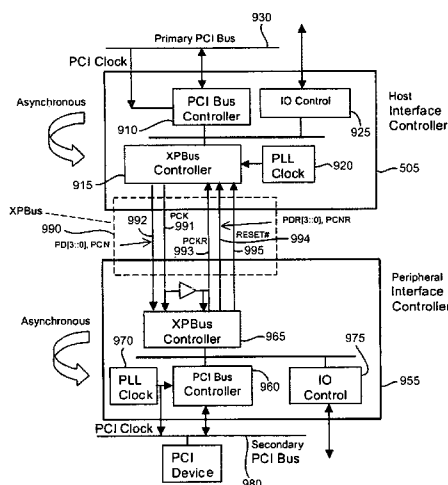 930
Primary PCI Bus
PCI Clock
Asynchronous
Host
Interface
Controller
PCI Bus
Controller
910
IO Control
925
XPBus
Controller
915
PLL
Clock
920
505
XPBus
990
992
PCK
991
PD[3::0], PCN
PCKR
993
PDR[3::0], PCNR
RESET#
994
995
Peripheral
Interface
Controller
Asynchronous
970
XPBus
Controller
965
975
PLL
Clock
PCI Bus
Controller
960
IO
Control
955
PCI Clock
Secondary
PCI Bus
980
PCI
Device